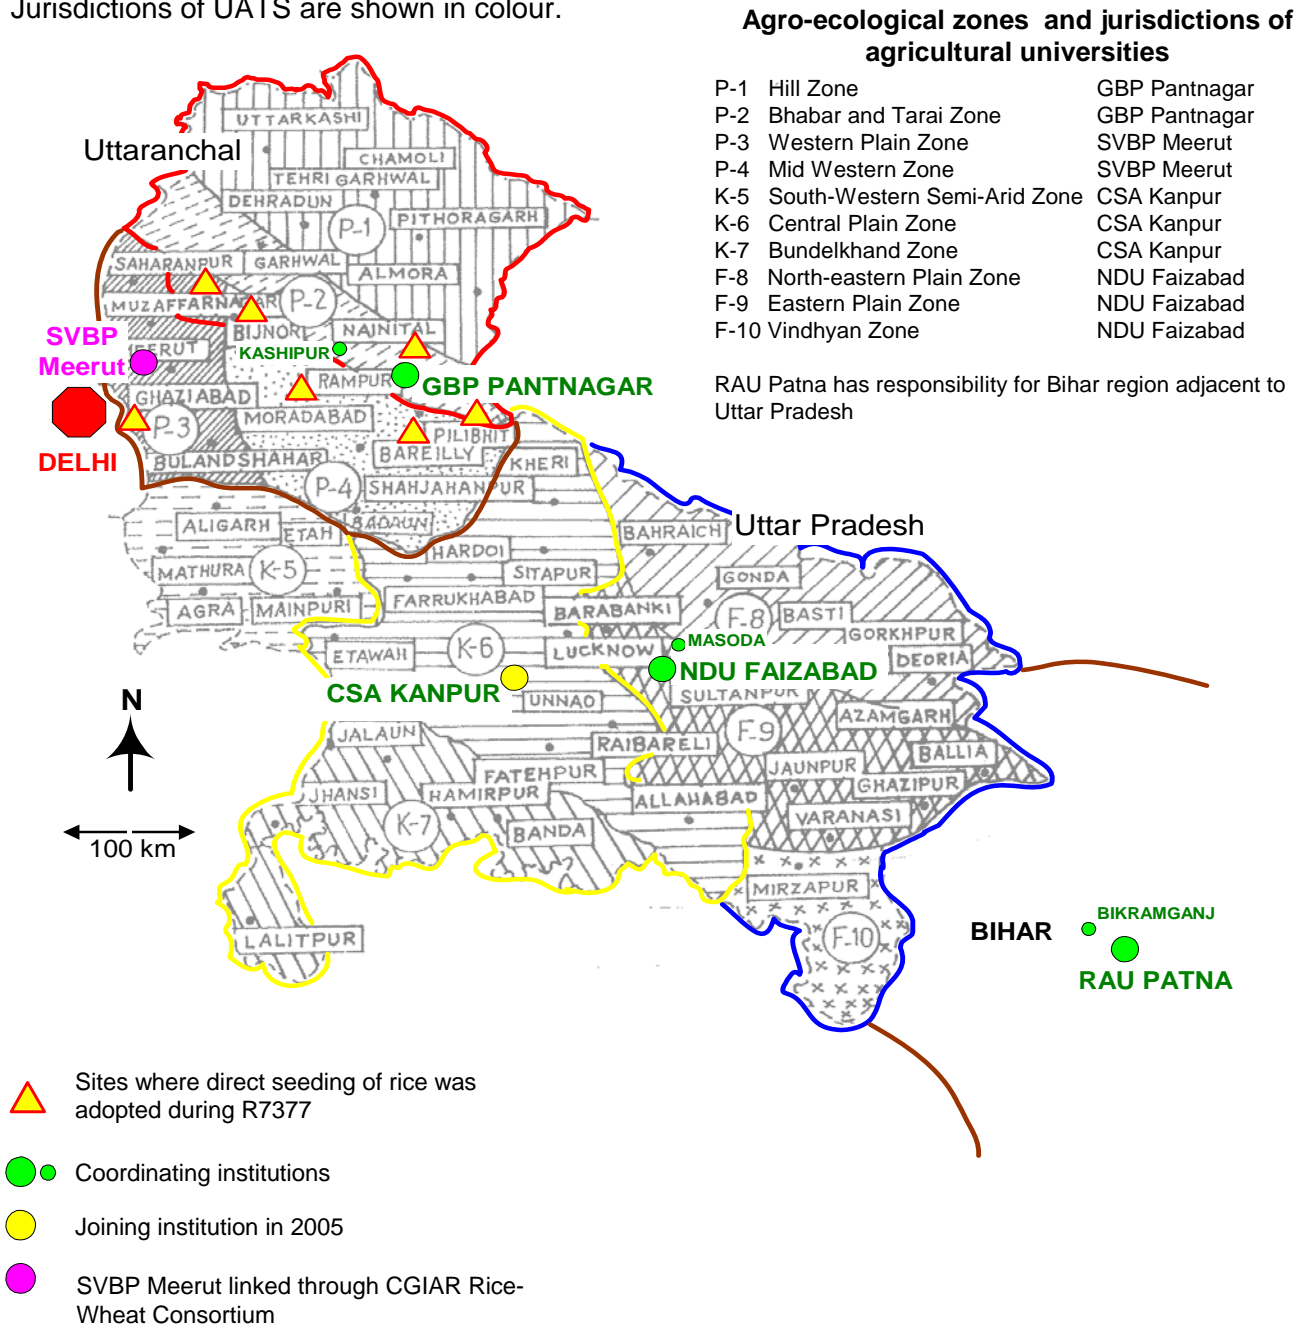 Jurisdictions of UATS are shown in colour.
Agro-ecological zones and jurisdictions of
agricultural universities
P-1 Hill Zone GBP Pantnagar
P-2 Bhabar and Tarai Zone GBP Pantnagar
P-3 Western Plain Zone SVBP Meerut
P-4 Mid Western Zone SVBP Meerut
K-5 South-Western Semi-Arid Zone CSA Kanpur
K-6 Central Plain Zone CSA Kanpur
K-7 Bundelkhand Zone CSA Kanpur
F-8 North-eastern Plain Zone NDU Faizabad
F-9 Eastern Plain Zone NDU Faizabad
F-10 Vindhyan Zone NDU Faizabad
RAU Patna has responsibility for Bihar region adjacent to
Uttar Pradesh
UTTARKASHI
Uttaranchal
CHAMOLI
TEHRI GARHWAL
DEHRADUN
PITHORAGARH
P-1
SAHARANPUR
GARHWAL
ALMORA
MUZAFFARNAGAR
P-2
BIJNOR
NAINITAL
SVBP
Meerut
EERUT
KASHIPUR
RAMPUR
GBP PANTNAGAR
GHAZIABAD
MORADABAD
P-3
PILIBHIT
DELHI
BULANDSHAHAR
BAREILLY
KHERI
P-4
SHAHJAHANPUR
BADAUN
ALIGARH
ETAH
Uttar Pradesh
BAHRAICH
HARDOI
MATHURA
K-5
SITAPUR
GONDA
AGRA
MAINPURI
FARRUKHABAD
BARABANKI
F-8
BASTI
GORKHPUR
ETAWAH
K-6
LUCKNOW
MASODA
DEORIA
NDU FAIZABAD
CSA KANPUR
UNNAO
SULTANPUR
N
JALAUN
RAIBARELI
F-9
AZAMGARH
BALLIA
FATEHPUR
JAUNPUR
GHAZIPUR
JHANSI
HAMIRPUR
ALLAHABAD
K-7
BANDA
VARANASI
100 km
MIRZAPUR
LALITPUR
F-10
BIHAR
BIKRAMGANJ
RAU PATNA
Sites where direct seeding of rice was
adopted during R7377
Coordinating institutions
Joining institution in 2005
SVBP Meerut linked through CGIAR Rice-
Wheat Consortium